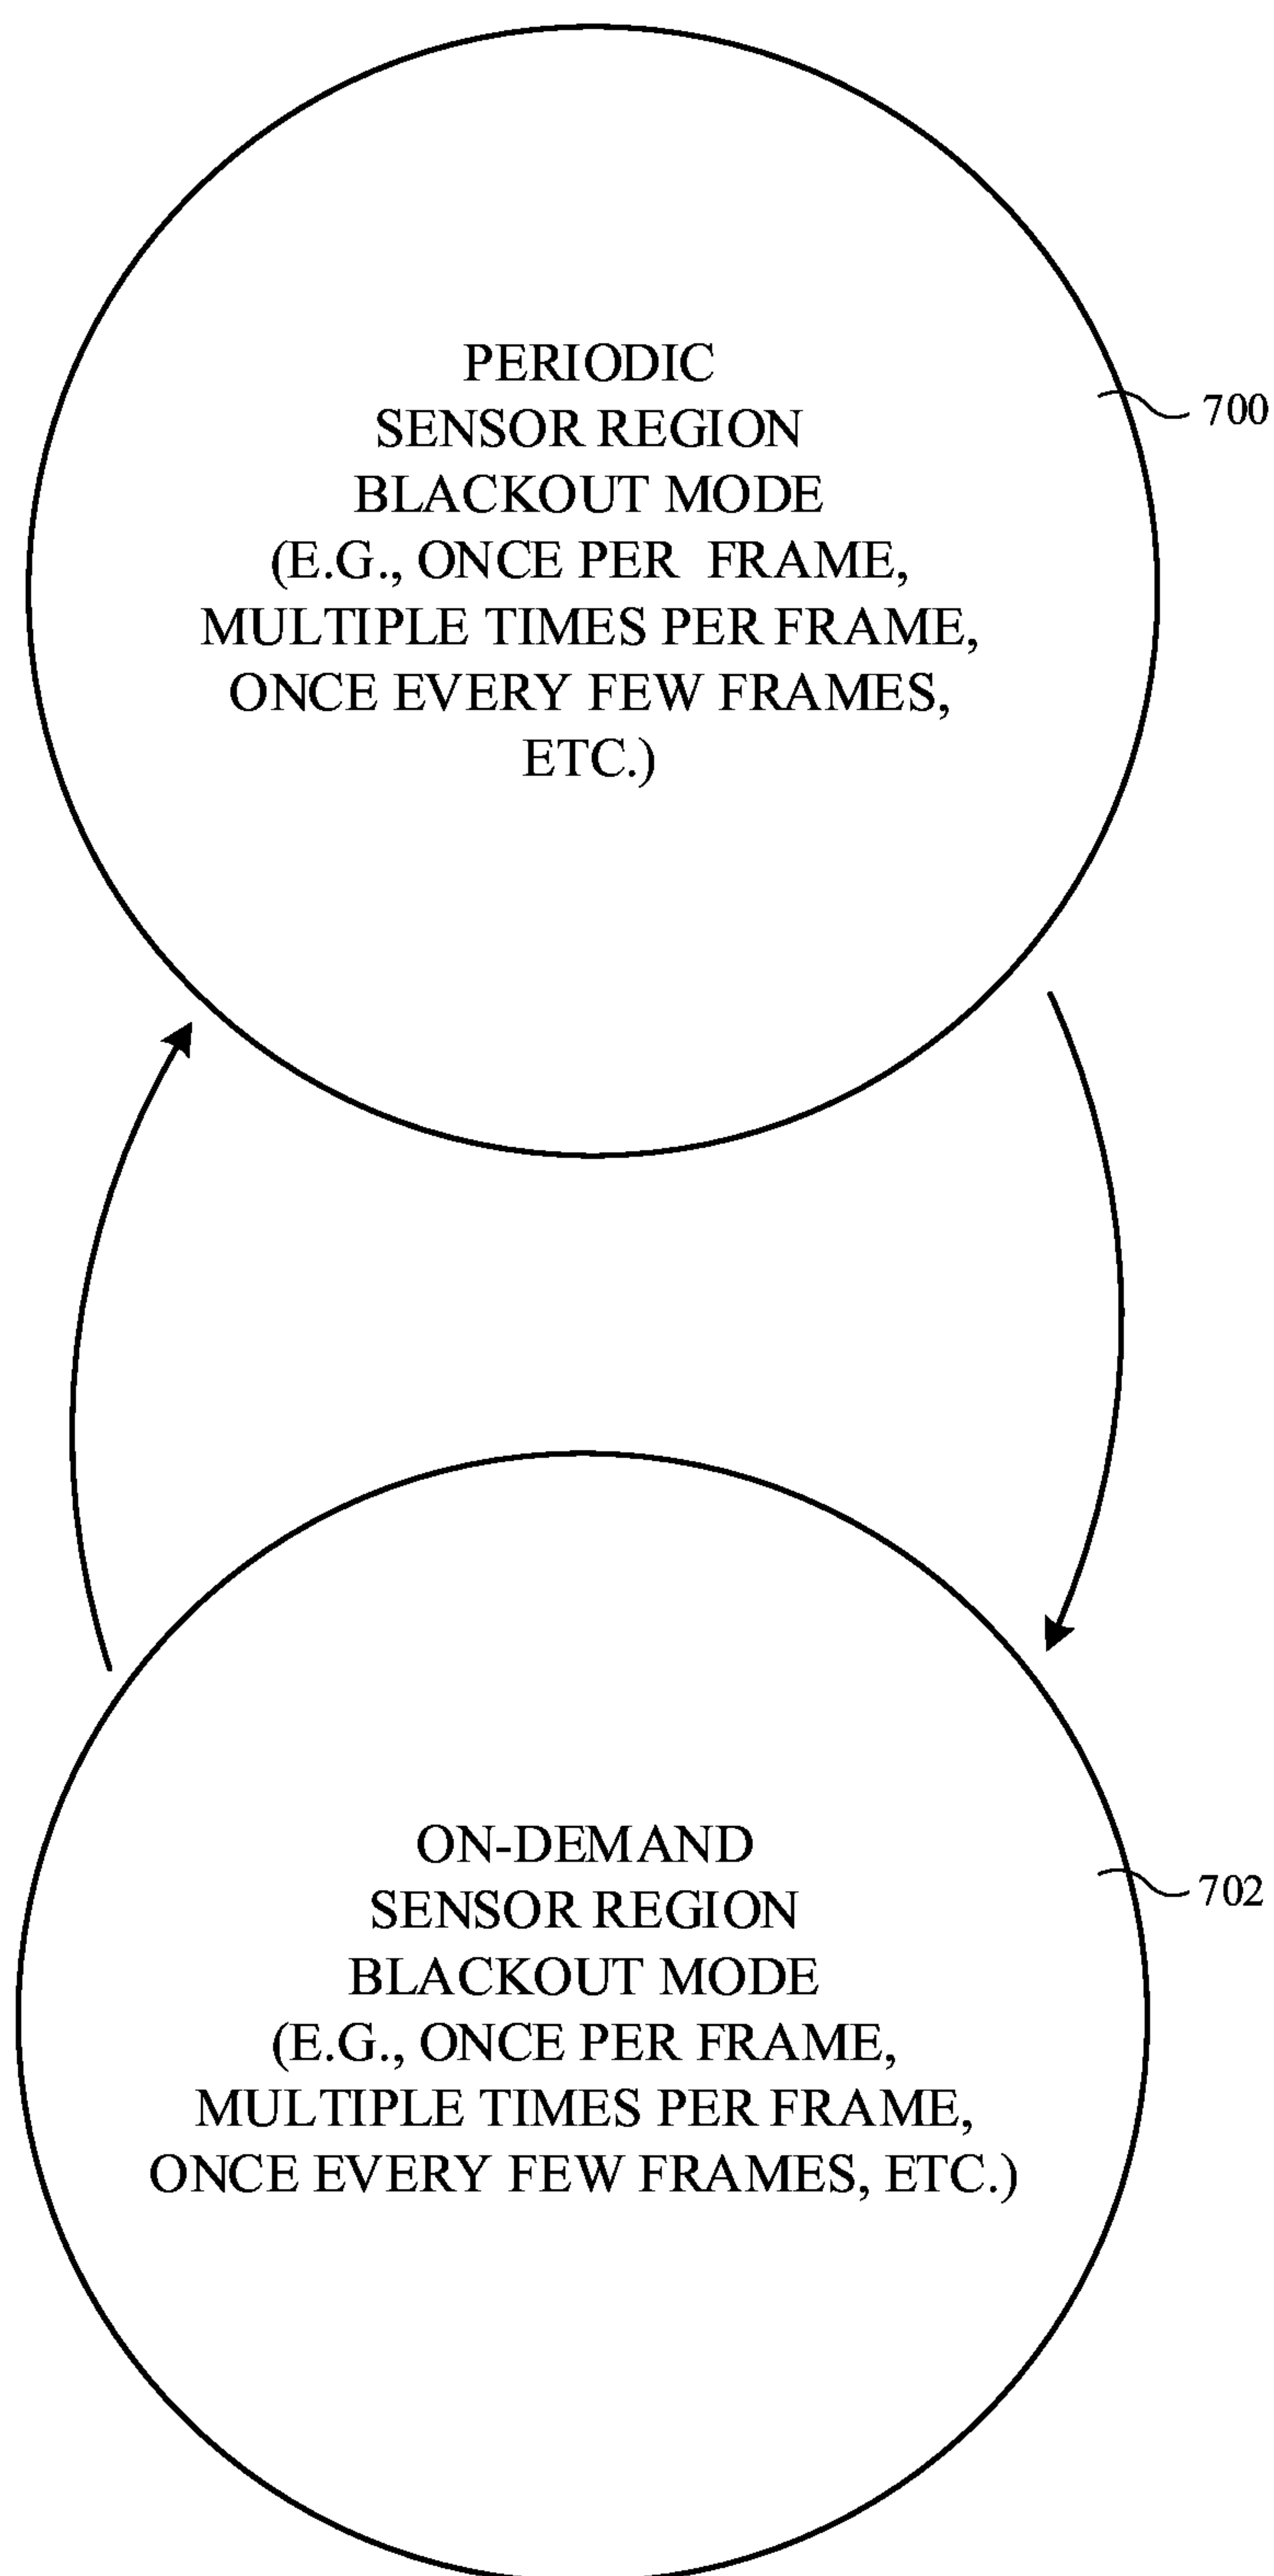 PERIODIC
SENSOR REGION
BLACKOUT MODE
(E.G., ONCE PER FRAME,
MULTIPLE TIMES PER FRAME,
ONCE EVERY FEW FRAMES,
ETC.)
700
ON-DEMAND
SENSOR REGION
BLACKOUT MODE
(E.G., ONCE PER FRAME,
MULTIPLE TIMES PER FRAME,
ONCE EVERY FEW FRAMES, ETC.)
702